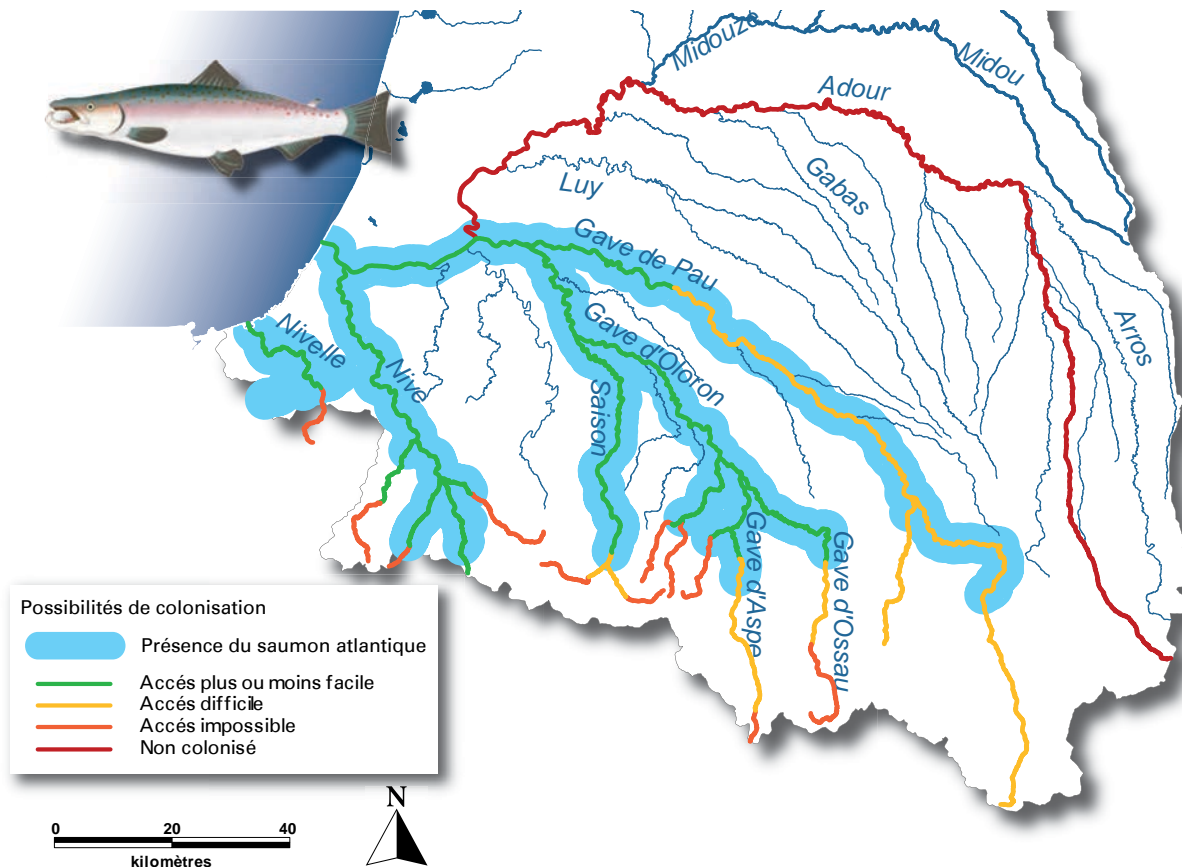 Midouze
Midou
Adour
Gabas
Luy
Gave de Pau
Arros
Nivelle
Nive
Gave d'Oloron
Saison
Gave d'Aspe
Gave d'Ossau
Possibilités de colonisation
Présence du saumon atlantique
Accés plus ou moins facile
Accés difficile
Accés impossible
Non colonisé
N
0 20 40
kilomètres